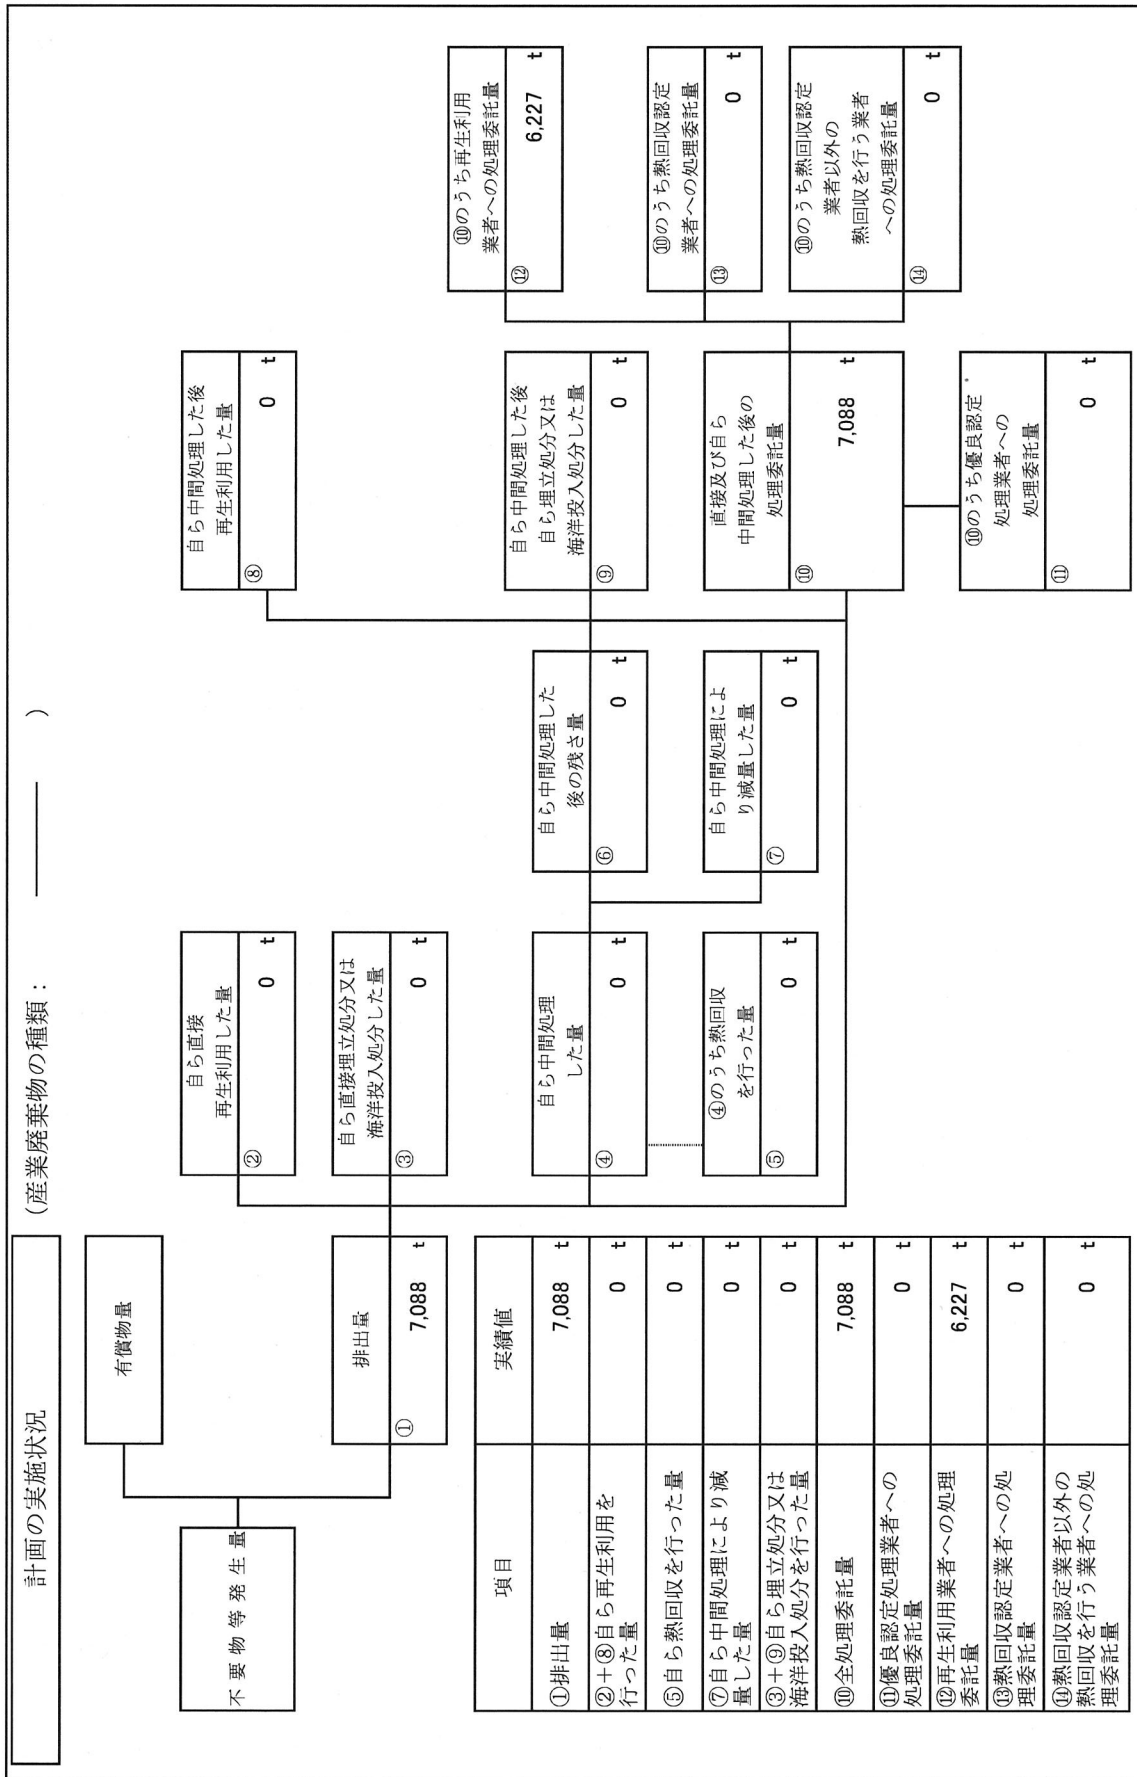 計画の実施状況
（産業廃棄物の種類： ）
不要物等発生量
有償物量
排出量
① 7,088 t
自ら直接
再生利用した量
② 0 t
自ら直接埋立処分又は
海洋投入処分した量
③ 0 t
自ら中間処理
した量
④ 0 t
④のうち熱回収
を行った量
⑤ 0 t
自ら中間処理した
後の残さ量
⑥ 0 t
自ら中間処理によ
り減量した量
⑦ 0 t
自ら中間処理した後
再生利用した量
⑧ 0 t
自ら中間処理した後
自ら埋立処分又は
海洋投入処分した量
⑨ 0 t
直接及び自ら
中間処理した後の
処理委託量
⑩ 7,088 t
⑩のうち優良認定
処理業者への
処理委託量
⑪ 0 t
⑩のうち再生利用
業者への処理委託量
⑫ 6,227 t
⑩のうち熱回収認定
業者への処理委託量
⑬ 0 t
⑩のうち熱回収認定
業者以外の
熱回収を行う業者
への処理委託量
⑭ 0 t
項目 実績値
①排出量 7,088 t
②＋⑧自ら再生利用を
行った量 0 t
⑤自ら熱回収を行った量 0 t
⑦自ら中間処理により減
量した量 0 t
③＋⑨自ら埋立処分又は
海洋投入処分を行った量 0 t
⑩全処理委託量 7,088 t
⑪優良認定処理業者への
処理委託量 0 t
⑫再生利用業者への処理
委託量 6,227 t
⑬熱回収認定業者への処
理委託量 0 t
⑭熱回収認定業者以外の
熱回収を行う業者への処
理委託量 0 t